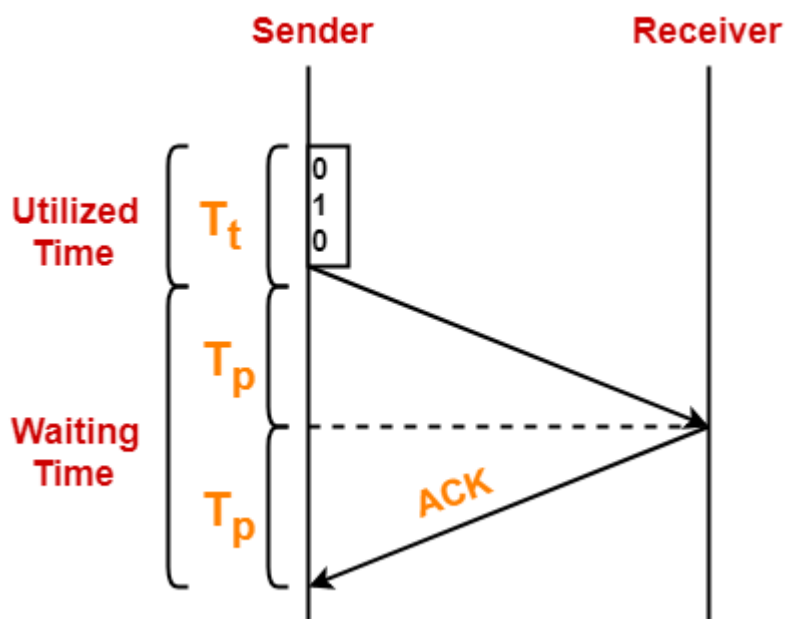 Sender
Receiver
0
1
0
Utilized
Time
Tt
Tp
Waiting
Time
ACK
Tp